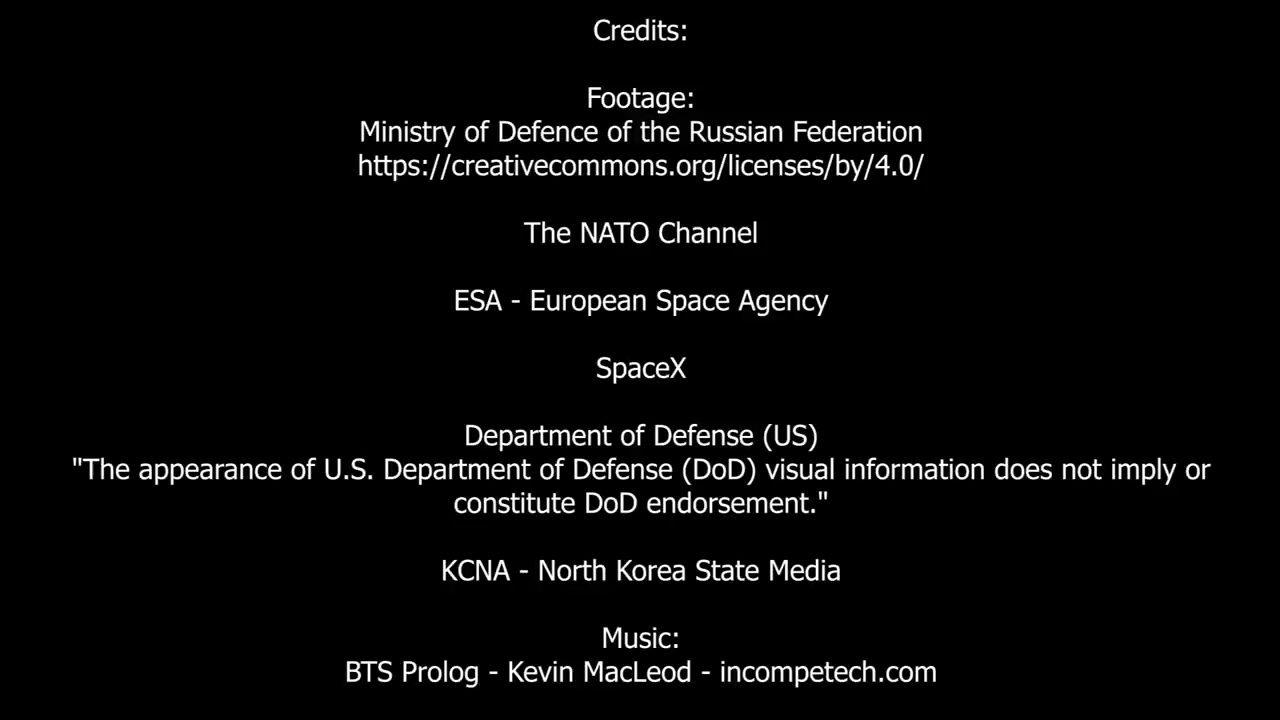 Credits:
Footage:
Ministry of Defence of the Russian Federation
https://creativecommons.org/licenses/by/4.0/
The NATO Channel
ESA - European Space Agency
SpaceX
Department of Defense (US)
"The appearance of U.S. Department of Defense (DoD) visual information does not imply or
constitute DoD endorsement."
KCNA - North Korea State Media
Music:
BTS Prolog - Kevin MacLeod - incompetech.com